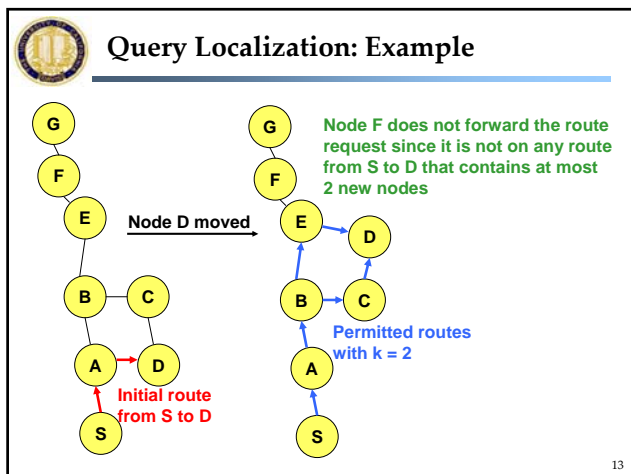 Query Localization: Example
G
F
E
B
C
A
D
S
Initial route
from S to D
Node D moved
G
F
E
D
B
C
A
S
Node F does not forward the route
request since it is not on any route
from S to D that contains at most
2 new nodes
Permitted routes
with k = 2
13